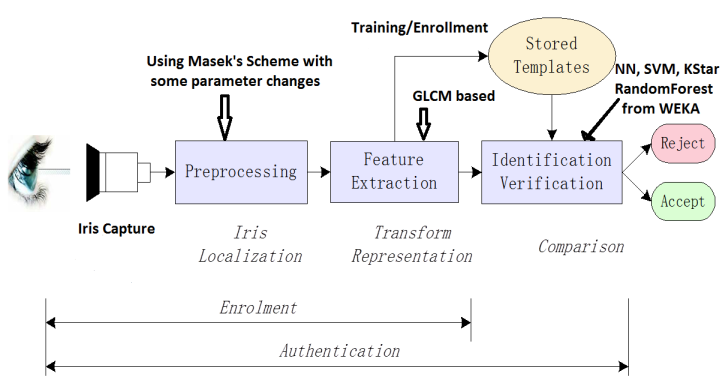 Training/Enrollment
Stored
Templates
Using Masek's Scheme with
some parameter changes
GLCM based
NN, SVM, KStar
RandomForest
from WEKA
Preprocessing
Feature
Extraction
Identification
Verification
Reject
Accept
Iris Capture
Iris
Localization
Transform
Representation
Comparison
Enrolment
Authentication